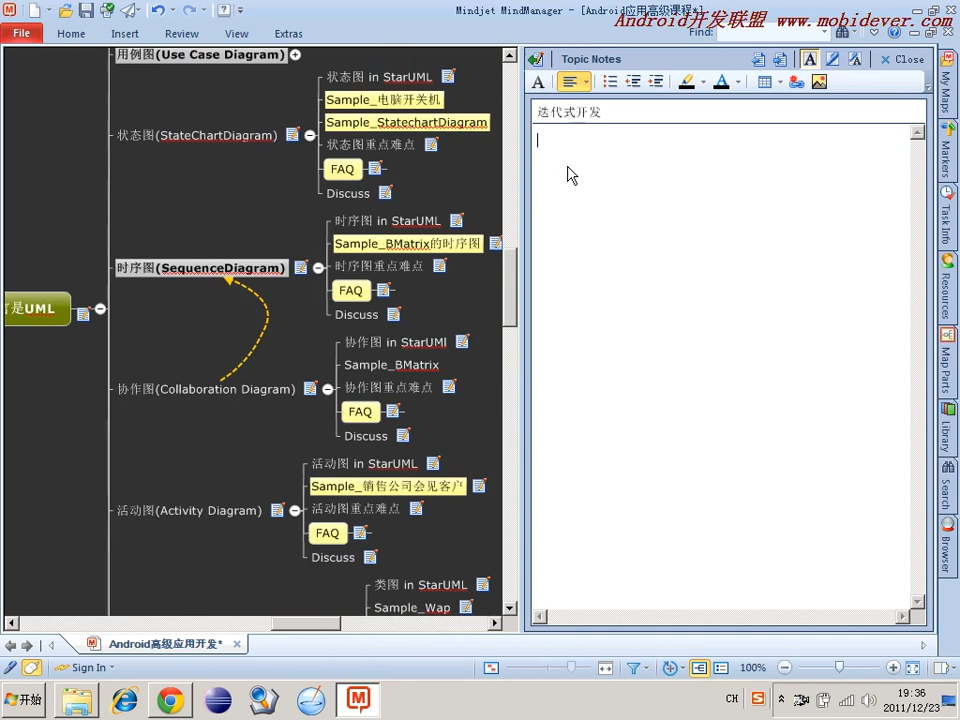 Mindjet MindManager - [Android应用高级课程*]
Android开发联盟 www.mobidever.com
File Home Insert Review View Extras Find:
用例图(Use Case Diagram)
状态图 in StarUML
Sample_电脑开关机
Sample_StatechartDiagram
状态图(StateChartDiagram)
状态图重点难点
FAQ
Discuss
时序图 in StarUML
Sample_BMatrix的时序图
时序图(SequenceDiagram)
时序图重点难点
FAQ
Discuss
言是UML
协作图 in StarUMl
Sample_BMatrix
协作图(Collaboration Diagram)
协作图重点难点
FAQ
Discuss
活动图 in StarUML
Sample_销售公司会见客户
活动图(Activity Diagram)
活动图重点难点
FAQ
Discuss
类图 in StarUML
Sample_Wap
Topic Notes
Close
迭代式开发
My Maps
Markers
Task Info
Resources
Map Parts
Library
Search
Browser
Android高级应用开发*
Sign In
100%
开始
CH
19:36
2011/12/23